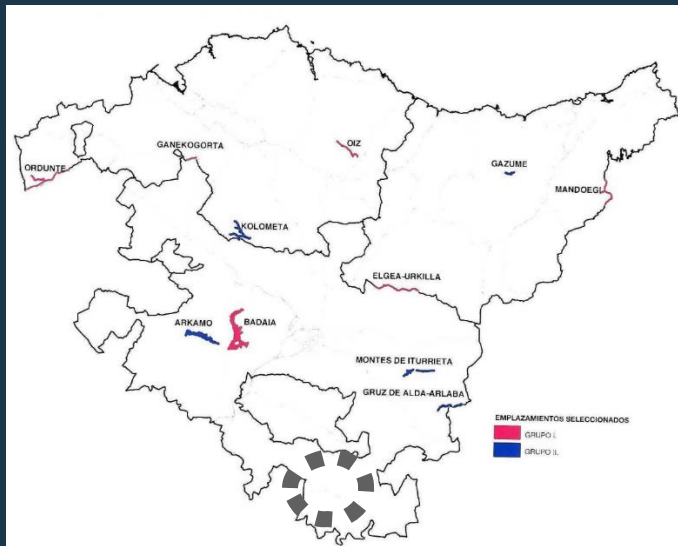 GANEKOGORTA
OIZ
ORDUNTE
GAZUME
MANDOEGI
KOLOMETA
ELGEA-URKILLA
ARKAMO
BADAIA
MONTES DE ITURRIETA
GRUZ DE ALDA-ARLABA
EMPLAZAMIENTOS SELECCIONADOS
GRUPO I.
GRUPO II.